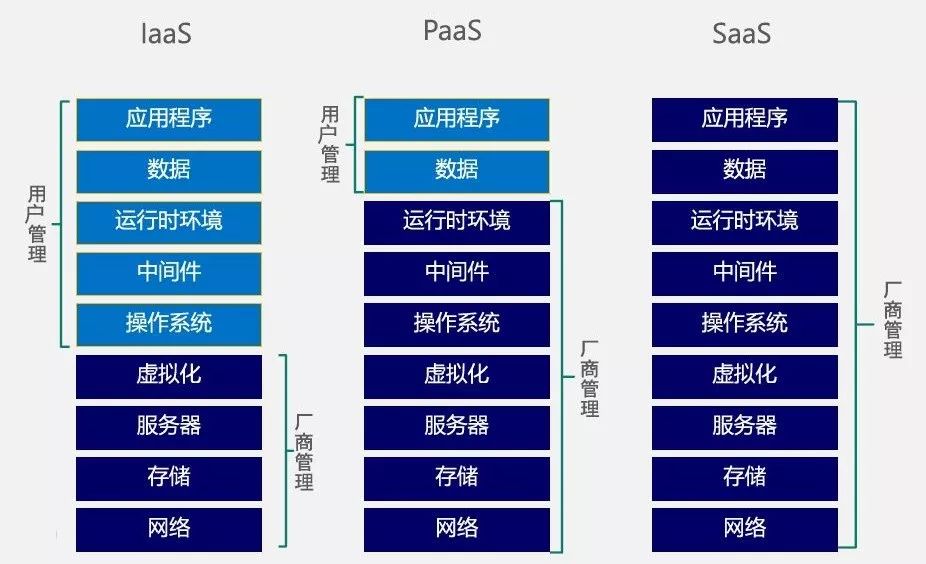 IaaS
用户管理
应用程序
数据
运行时环境
中间件
操作系统
虚拟化
服务器
存储
网络
厂商管理
PaaS
用户管理
应用程序
数据
运行时环境
中间件
操作系统
虚拟化
服务器
存储
网络
厂商管理
SaaS
应用程序
数据
运行时环境
中间件
操作系统
虚拟化
服务器
存储
网络
厂商管理